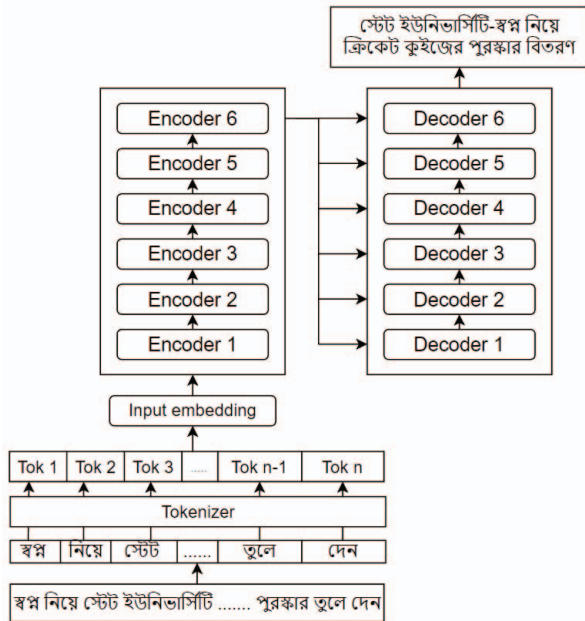 স্টেট ইউনিভার্সিটি-স্বপ্ন নিয়ে
ক্রিকেট কুইজের পুরস্কার বিতরণ
Encoder 6
Encoder 5
Encoder 4
Encoder 3
Encoder 2
Encoder 1
Decoder 6
Decoder 5
Decoder 4
Decoder 3
Decoder 2
Decoder 1
Input embedding
Tok 1 Tok 2 Tok 3 ..... Tok n-1 Tok n
Tokenizer
স্বপ্ন নিয়ে স্টেট ...... তুলে দেন
স্বপ্ন নিয়ে স্টেট ইউনিভার্সিটি ....... পুরস্কার তুলে দেন